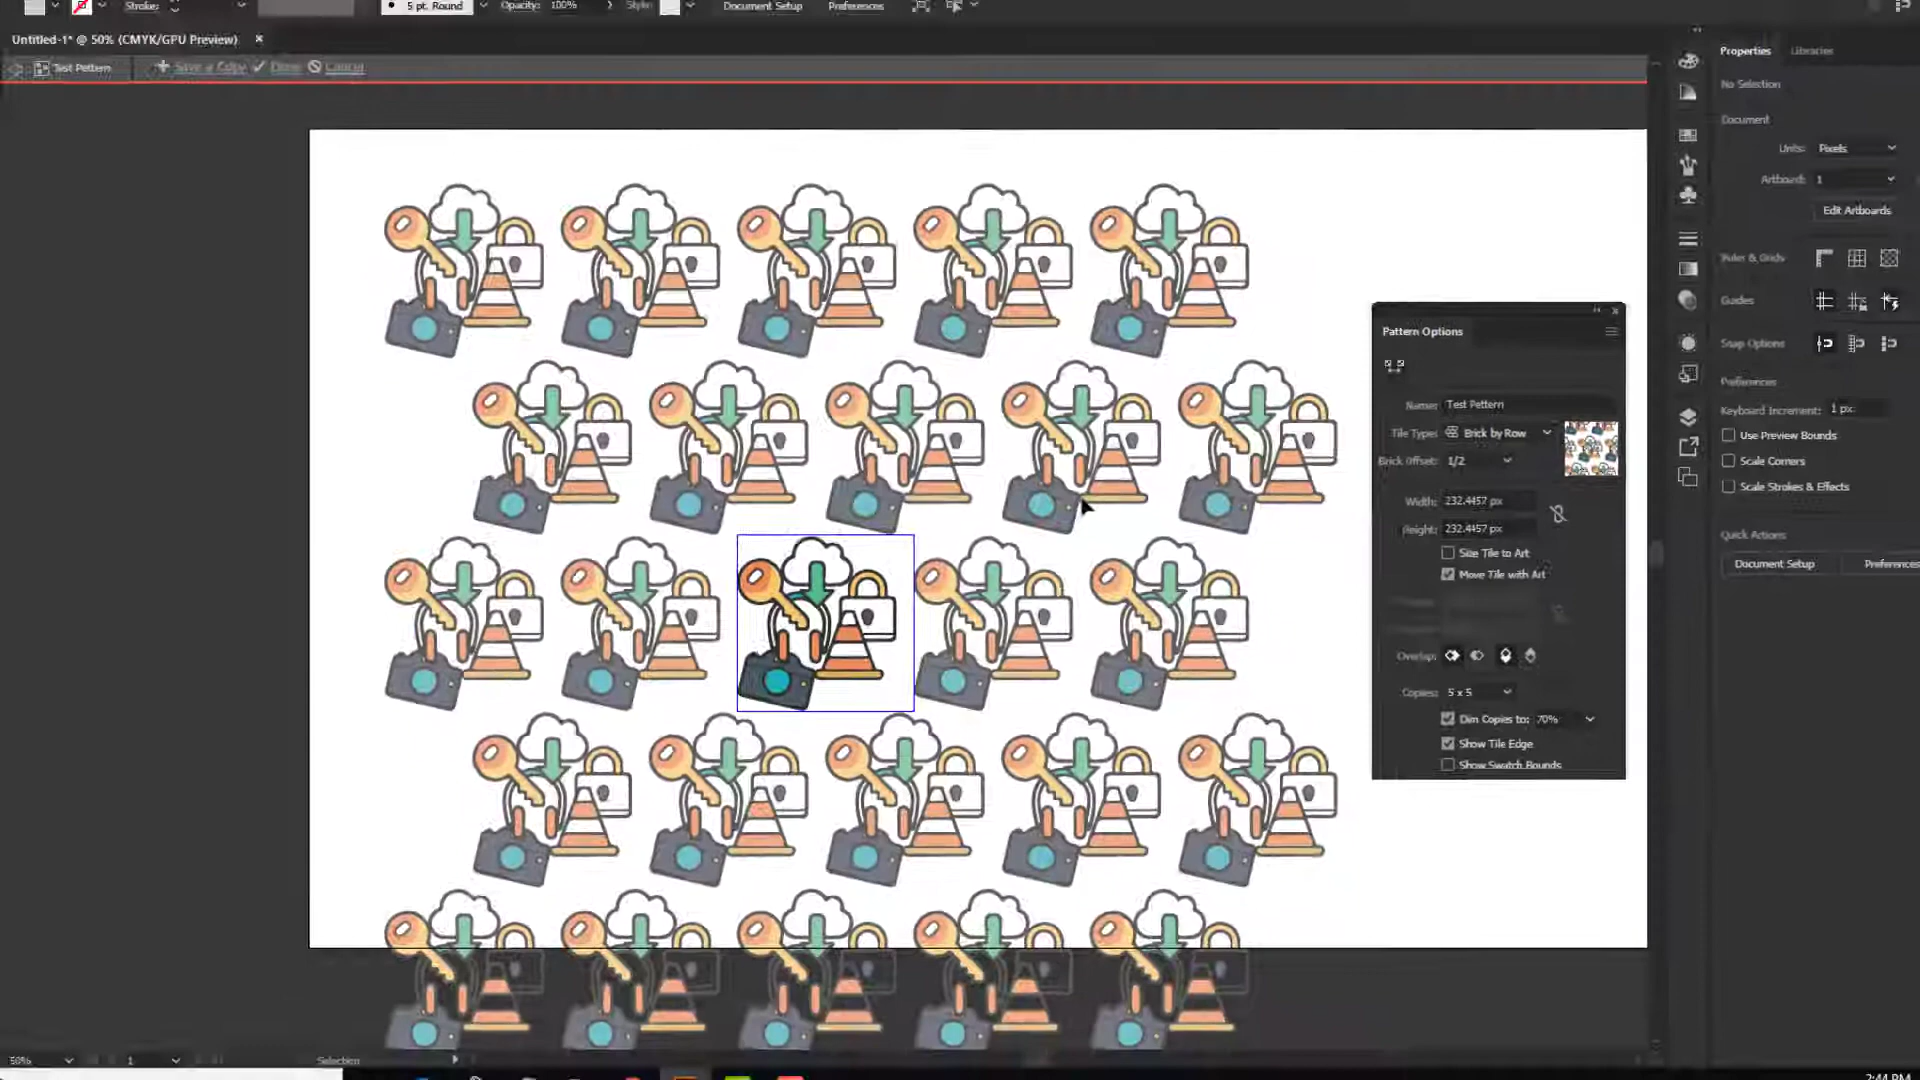 Stroke:
5 pt. Round
Opacity: 100%
Style:
Document Setup
Preferences
Untitled-1* @ 50% (CMYK/GPU Preview)
Test Pattern
Save a Copy
Done
Cancel
Properties
Libraries
No Selection
Document
Units: Pixels
Artboard: 1
Edit Artboards
Ruler & Grids
Guides
Snap Options
Preferences
Keyboard Increment: 1 px
Use Preview Bounds
Scale Corners
Scale Strokes & Effects
Quick Actions
Document Setup
Preferences
Pattern Options
Name: Test Pattern
Tile Type: Brick by Row
Brick Offset: 1/2
Width: 232.4457 px
Height: 232.4457 px
Size Tile to Art
Move Tile with Art
Overlap:
Copies: 5 x 5
Dim Copies to: 70%
Show Tile Edge
Show Swatch Bounds
50%
1
Selection
2:44 PM